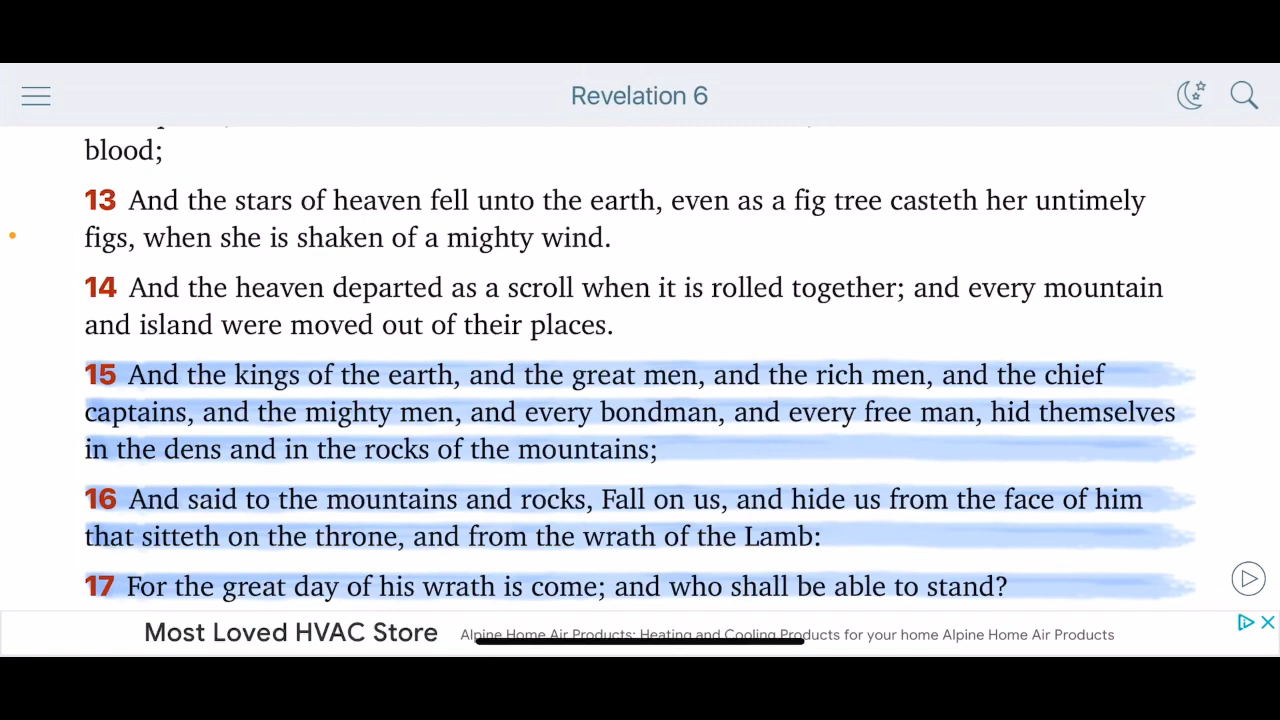 Revelation 6
blood;
13 And the stars of heaven fell unto the earth, even as a fig tree casteth her untimely
figs, when she is shaken of a mighty wind.
14 And the heaven departed as a scroll when it is rolled together; and every mountain
and island were moved out of their places.
15 And the kings of the earth, and the great men, and the rich men, and the chief
captains, and the mighty men, and every bondman, and every free man, hid themselves
in the dens and in the rocks of the mountains;
16 And said to the mountains and rocks, Fall on us, and hide us from the face of him
that sitteth on the throne, and from the wrath of the Lamb:
17 For the great day of his wrath is come; and who shall be able to stand?
Most Loved HVAC Store Alpine Home Air Products: Heating and Cooling Products for your home Alpine Home Air Products